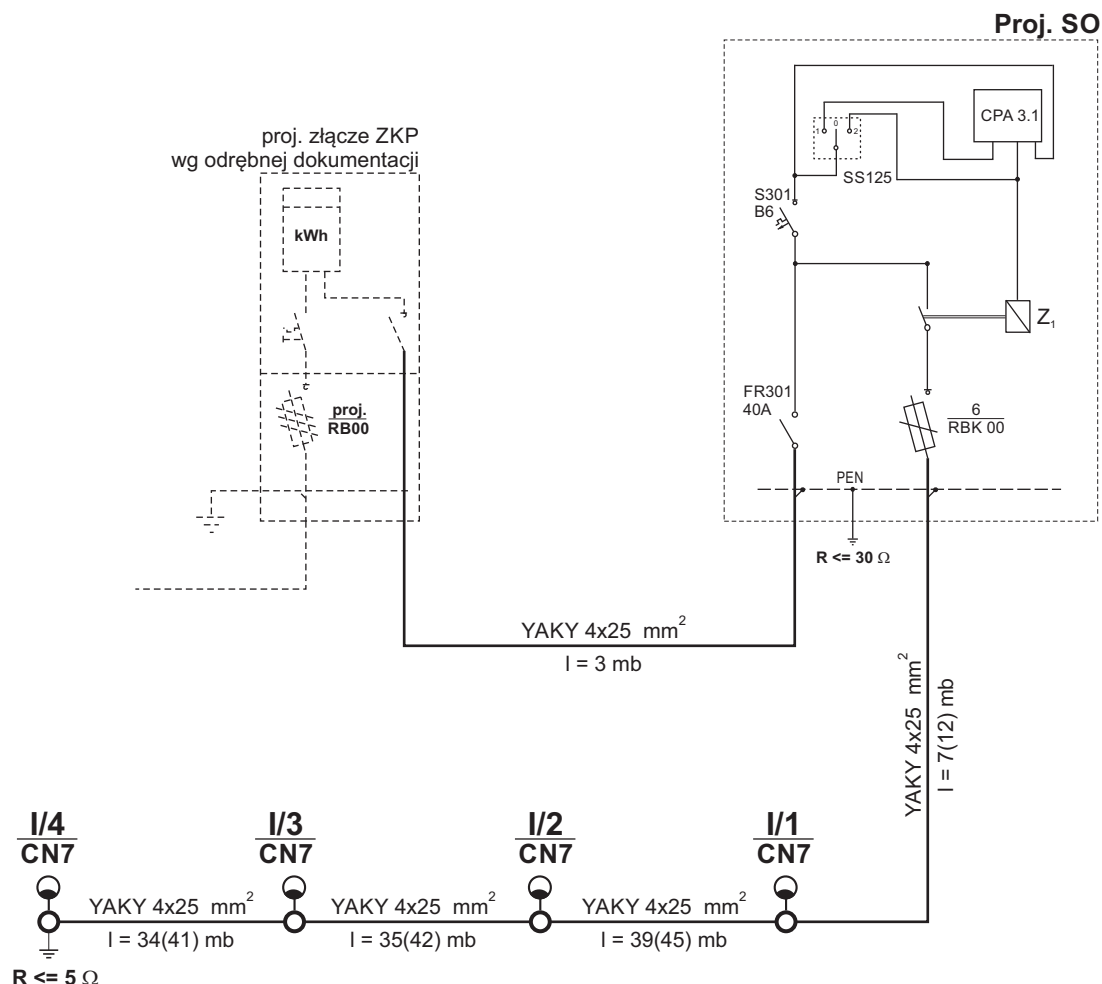 Proj. SO
CPA 3.1
1 0 2
SS125
S301
B6
proj. złącze ZKP
wg odrębnej dokumentacji
kWh
Z₁
proj.
RB00
FR301
40A
6
RBK 00
PEN
R <= 30 Ω
YAKY 4x25 mm²
l = 3 mb
YAKY 4x25 mm²
l = 7(12) mb
I/4
CN7
I/3
CN7
I/2
CN7
I/1
CN7
YAKY 4x25 mm²
l = 34(41) mb
YAKY 4x25 mm²
l = 35(42) mb
YAKY 4x25 mm²
l = 39(45) mb
R <= 5 Ω